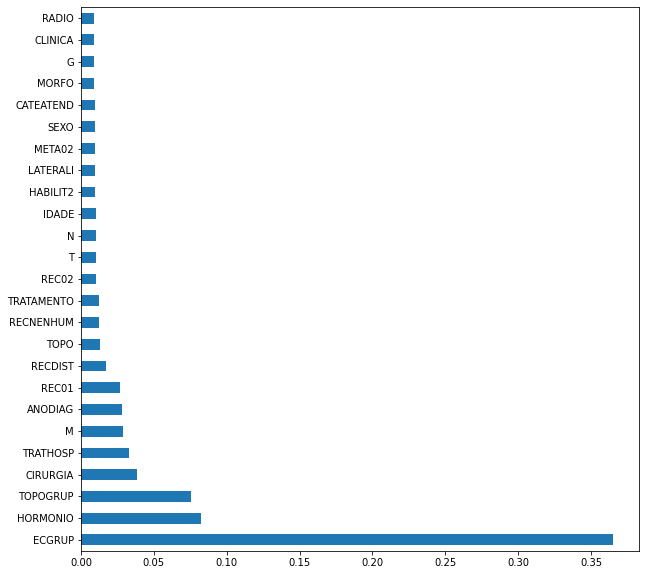 RADIO
CLINICA
G
MORFO
CATEATEND
SEXO
META02
LATERALI
HABILIT2
IDADE
N
T
REC02
TRATAMENTO
RECNENHUM
TOPO
RECDIST
REC01
ANODIAG
M
TRATHOSP
CIRURGIA
TOPOGRUP
HORMONIO
ECGRUP
0.00 0.05 0.10 0.15 0.20 0.25 0.30 0.35